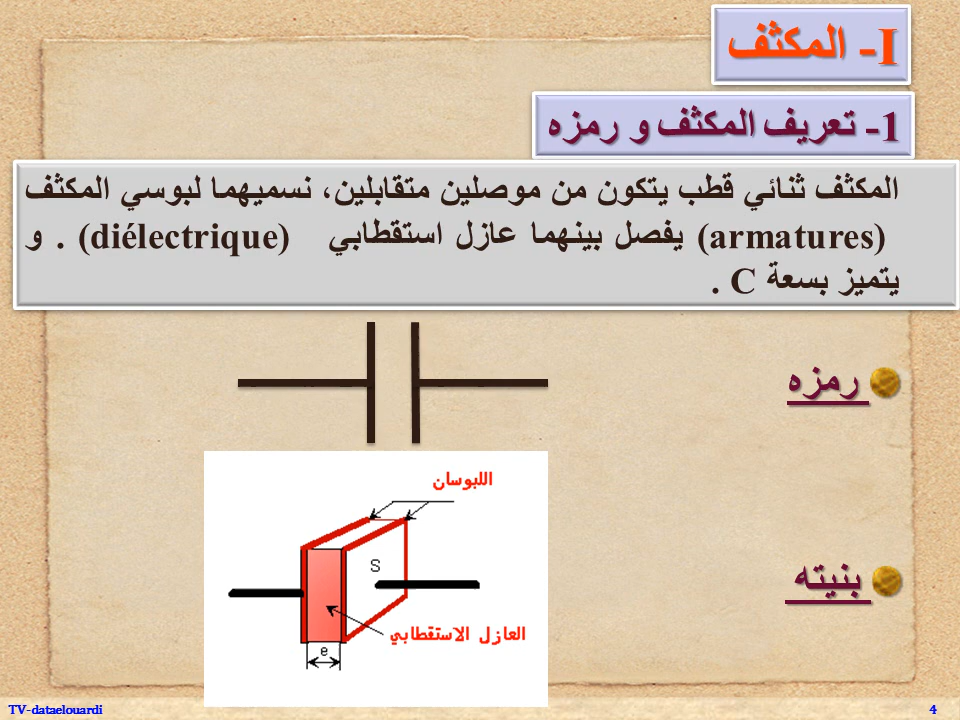 I- المكثف
1- تعريف المكثف و رمزه
المكثف ثنائي قطب يتكون من موصلين متقابلين، نسميهما لبوسي المكثف
(armatures) يفصل بينهما عازل استقطابي (diélectrique) . و
يتميز بسعة C .
رمزه
اللبوسان
S
بنيته
العازل الاستقطابي
e
TV-dataelouardi
4